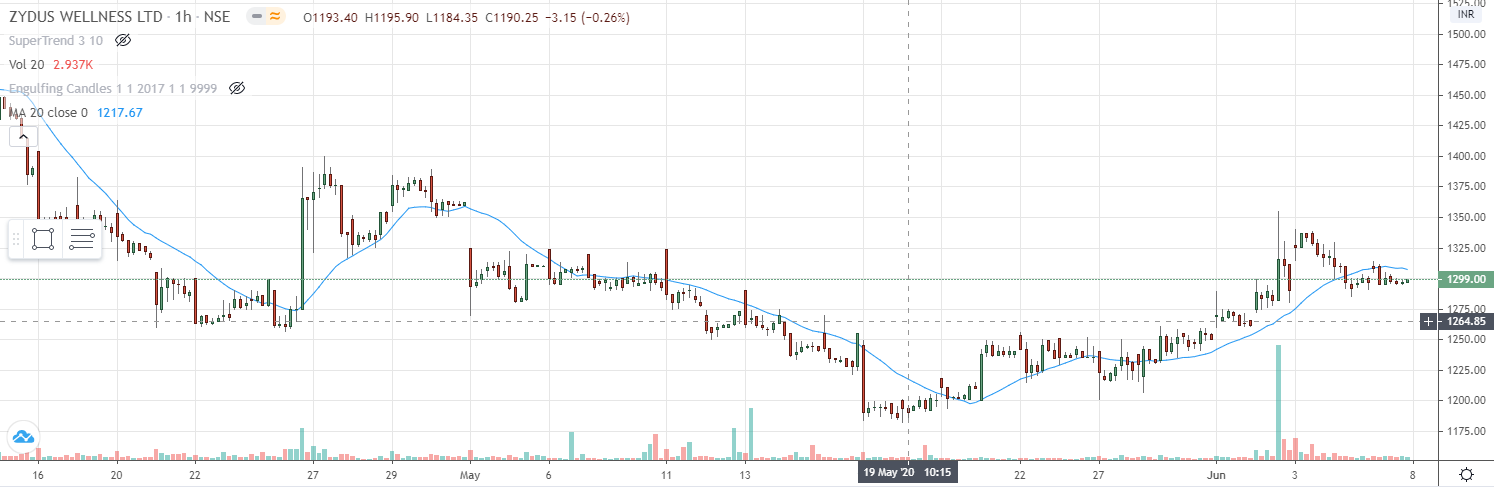 ZYDUS WELLNESS LTD · 1h · NSE O1193.40 H1195.90 L1184.35 C1190.25 −3.15 (−0.26%)
SuperTrend 3 10
Vol 20 2.937K
Engulfing Candles 1 1 2017 1 1 9999
MA 20 close 0 1217.67
1525.00
INR
1500.00
1475.00
1450.00
1425.00
1400.00
1375.00
1350.00
1325.00
1299.00
1275.00
1264.85
1250.00
1225.00
1200.00
1175.00
16 20 22 27 29 May 6 11 13 19 May '20 10:15 22 27 Jun 3 8